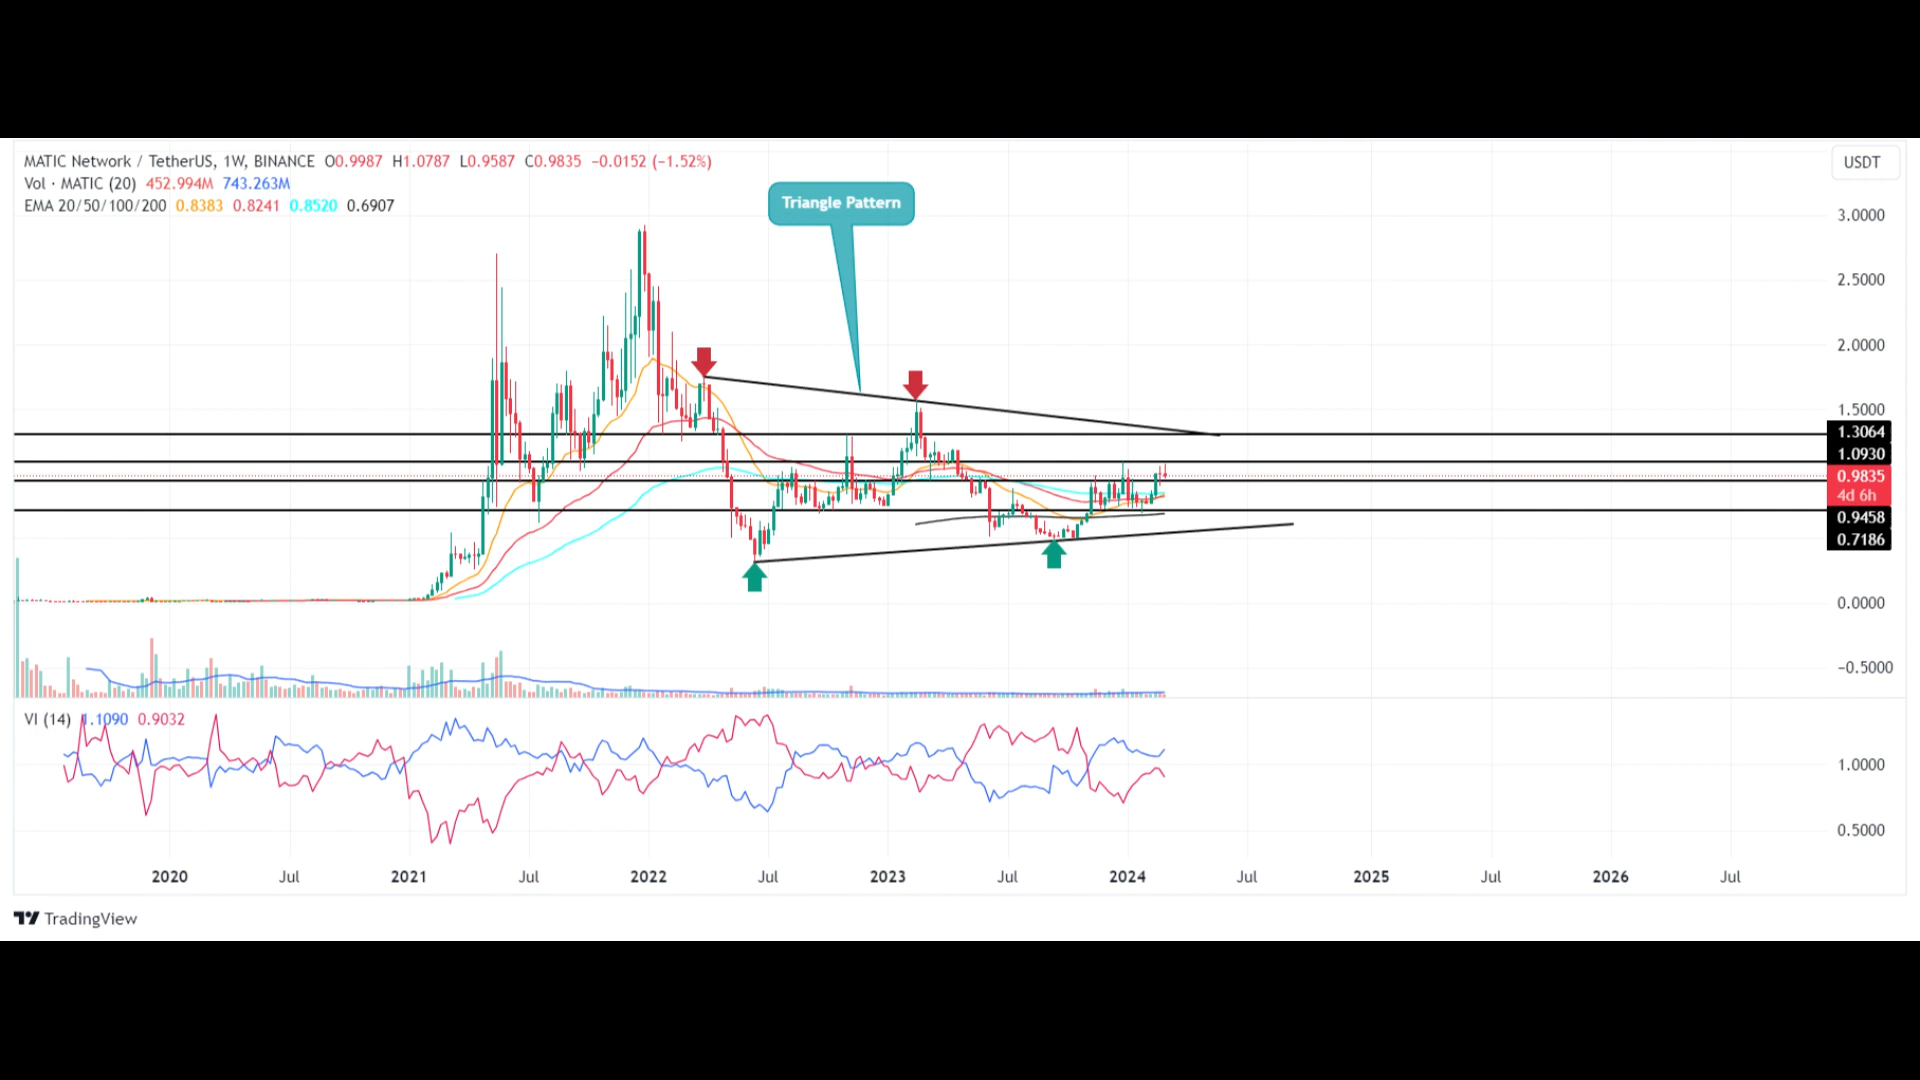 MATIC Network / TetherUS, 1W, BINANCE O0.9987 H1.0787 L0.9587 C0.9835 −0.0152 (−1.52%)
USDT
Vol · MATIC (20) 452.994M 743.263M
EMA 20/50/100/200 0.8383 0.8241 0.8520 0.6907
Triangle Pattern
3.0000
2.5000
2.0000
1.5000
1.3064
1.0930
0.9835
4d 6h
0.9458
0.7186
0.0000
−0.5000
VI (14) 1.1090 0.9032
1.0000
0.5000
2020 Jul 2021 Jul 2022 Jul 2023 Jul 2024 Jul 2025 Jul 2026 Jul
TradingView